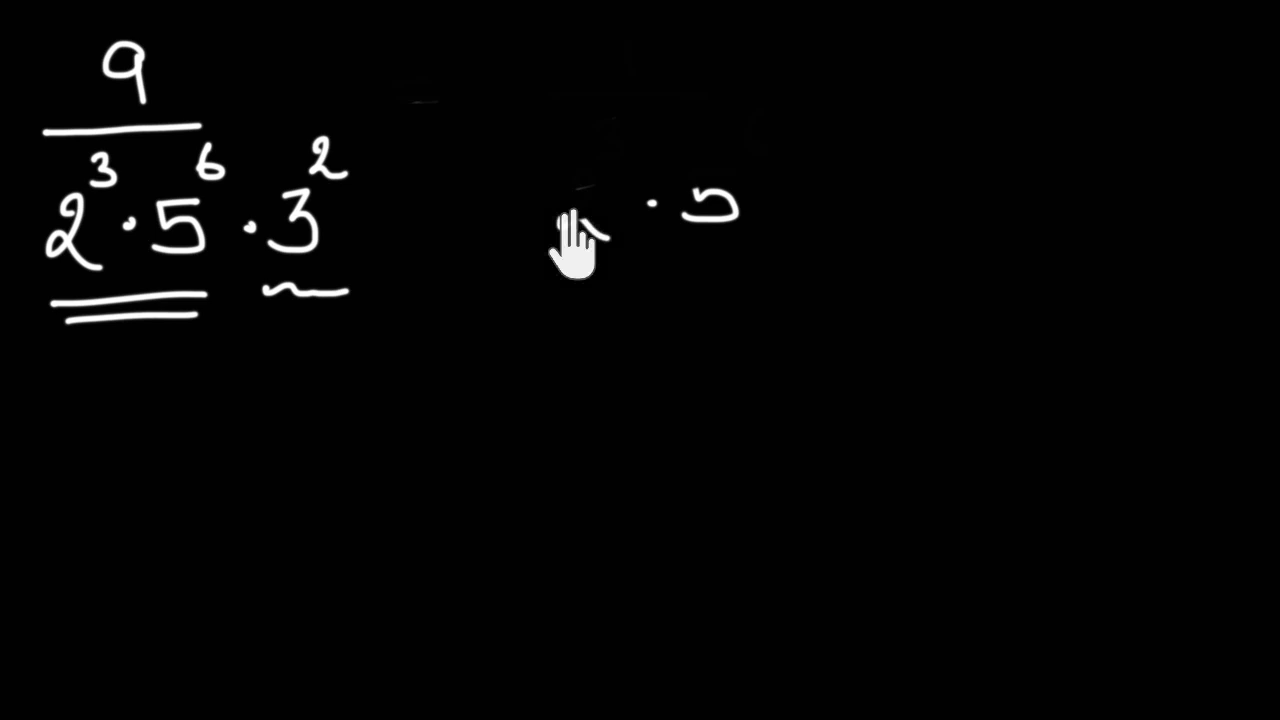 9
2³ · 5⁶ · 3²